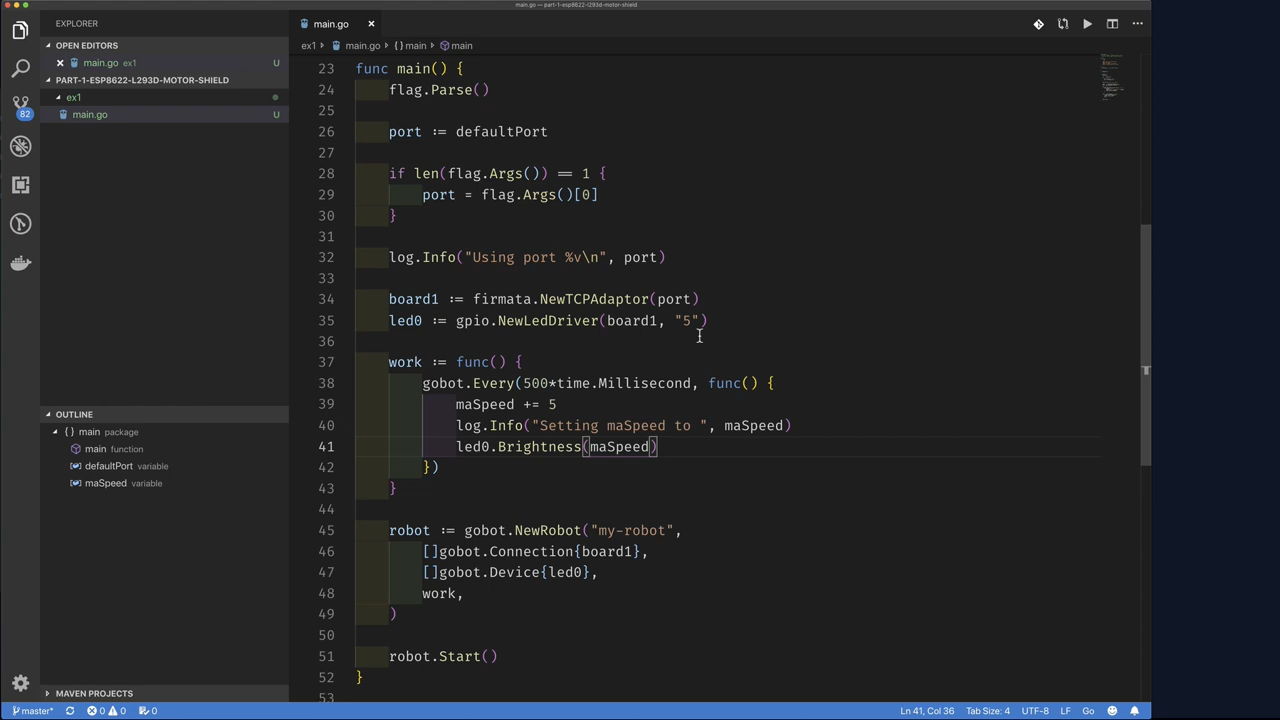 main.go — part-1-esp8622-l293d-motor-shield
EXPLORER
OPEN EDITORS
main.go ex1 U
PART-1-ESP8622-L293D-MOTOR-SHIELD
ex1
main.go U
82
OUTLINE
main package
main function
defaultPort variable
maSpeed variable
MAVEN PROJECTS
main.go
ex1 main.go main main
23 func main() {
24 flag.Parse()
25
26 port := defaultPort
27
28 if len(flag.Args()) == 1 {
29 port = flag.Args()[0]
30 }
31
32 log.Info("Using port %v\n", port)
33
34 board1 := firmata.NewTCPAdaptor(port)
35 led0 := gpio.NewLedDriver(board1, "5")
36
37 work := func() {
38 gobot.Every(500*time.Millisecond, func() {
39 maSpeed += 5
40 log.Info("Setting maSpeed to ", maSpeed)
41 led0.Brightness(maSpeed)
42 })
43 }
44
45 robot := gobot.NewRobot("my-robot",
46 []gobot.Connection{board1},
47 []gobot.Device{led0},
48 work,
49 )
50
51 robot.Start()
52 }
53
master* 0 0 0 Ln 41, Col 36 Tab Size: 4 UTF-8 LF Go